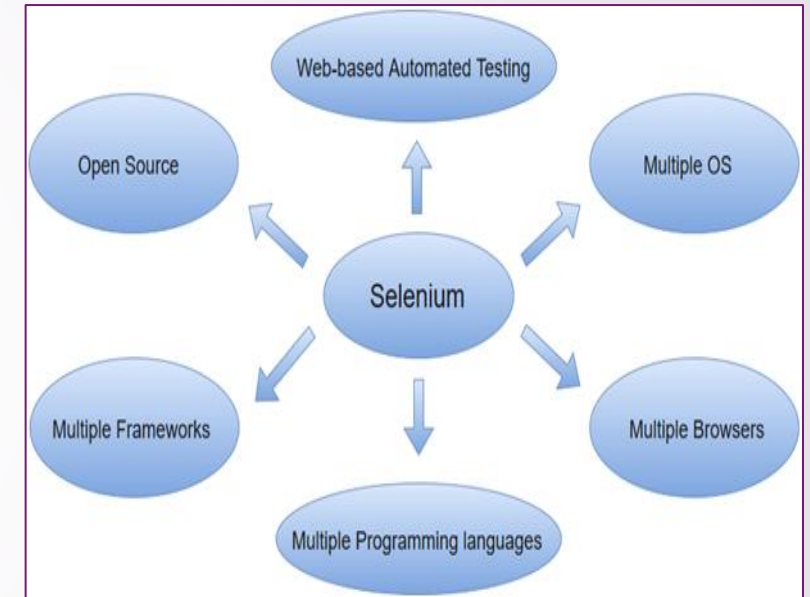 Web-based Automated Testing
Open Source
Multiple OS
Selenium
Multiple Frameworks
Multiple Browsers
Multiple Programming languages